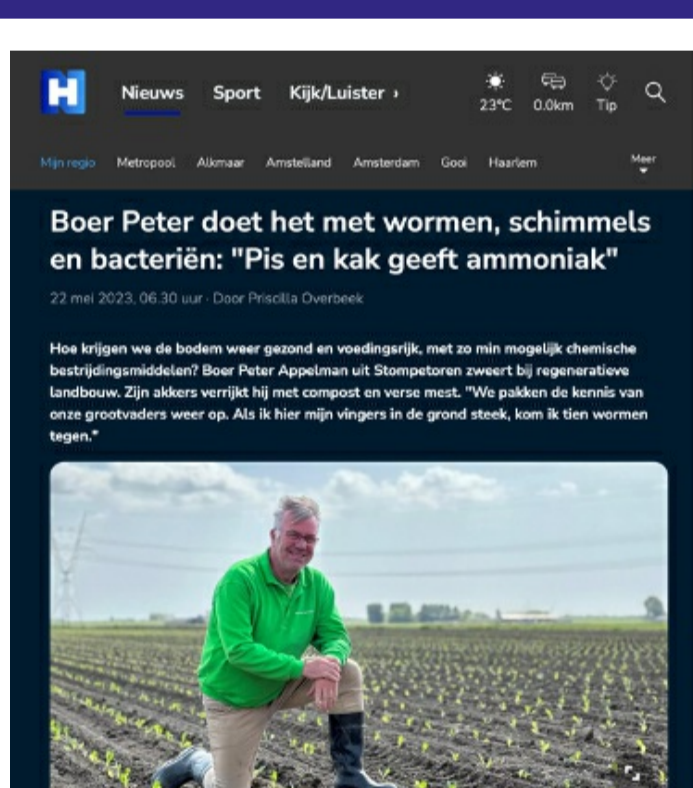 N
Nieuws Sport Kijk/Luister ›
23°C 0.0km Tip
Mijn regio Metropool Alkmaar Amstelland Amsterdam Gooi Haarlem Meer
Boer Peter doet het met wormen, schimmels
en bacteriën: "Pis en kak geeft ammoniak"
22 mei 2023, 06.30 uur · Door Priscilla Overbeek
Hoe krijgen we de bodem weer gezond en voedingsrijk, met zo min mogelijk chemische
bestrijdingsmiddelen? Boer Peter Appelman uit Stompetoren zweert bij regeneratieve
landbouw. Zijn akkers verrijkt hij met compost en verse mest. "We pakken de kennis van
onze grootvaders weer op. Als ik hier mijn vingers in de grond steek, kom ik tien wormen
tegen."